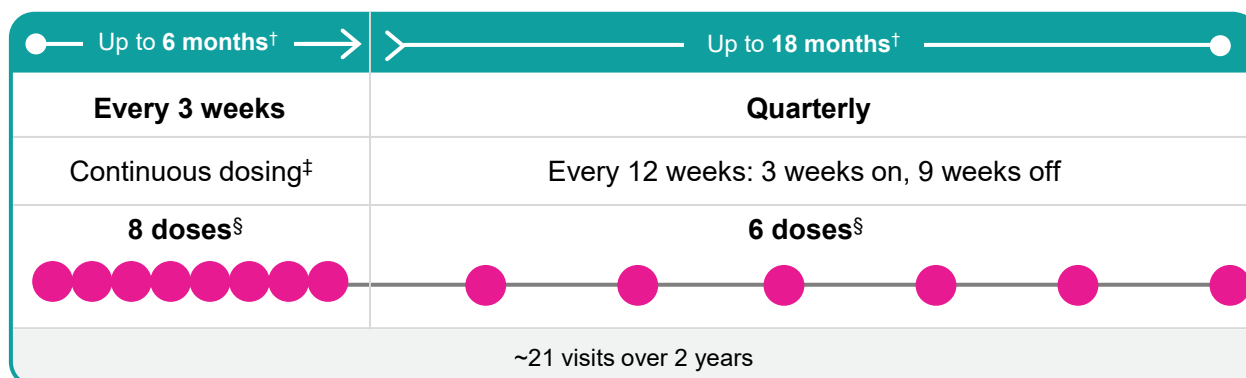 Up to 6 months† Up to 18 months†
Every 3 weeks Quarterly
Continuous dosing‡ Every 12 weeks: 3 weeks on, 9 weeks off
8 doses§ 6 doses§
~21 visits over 2 years